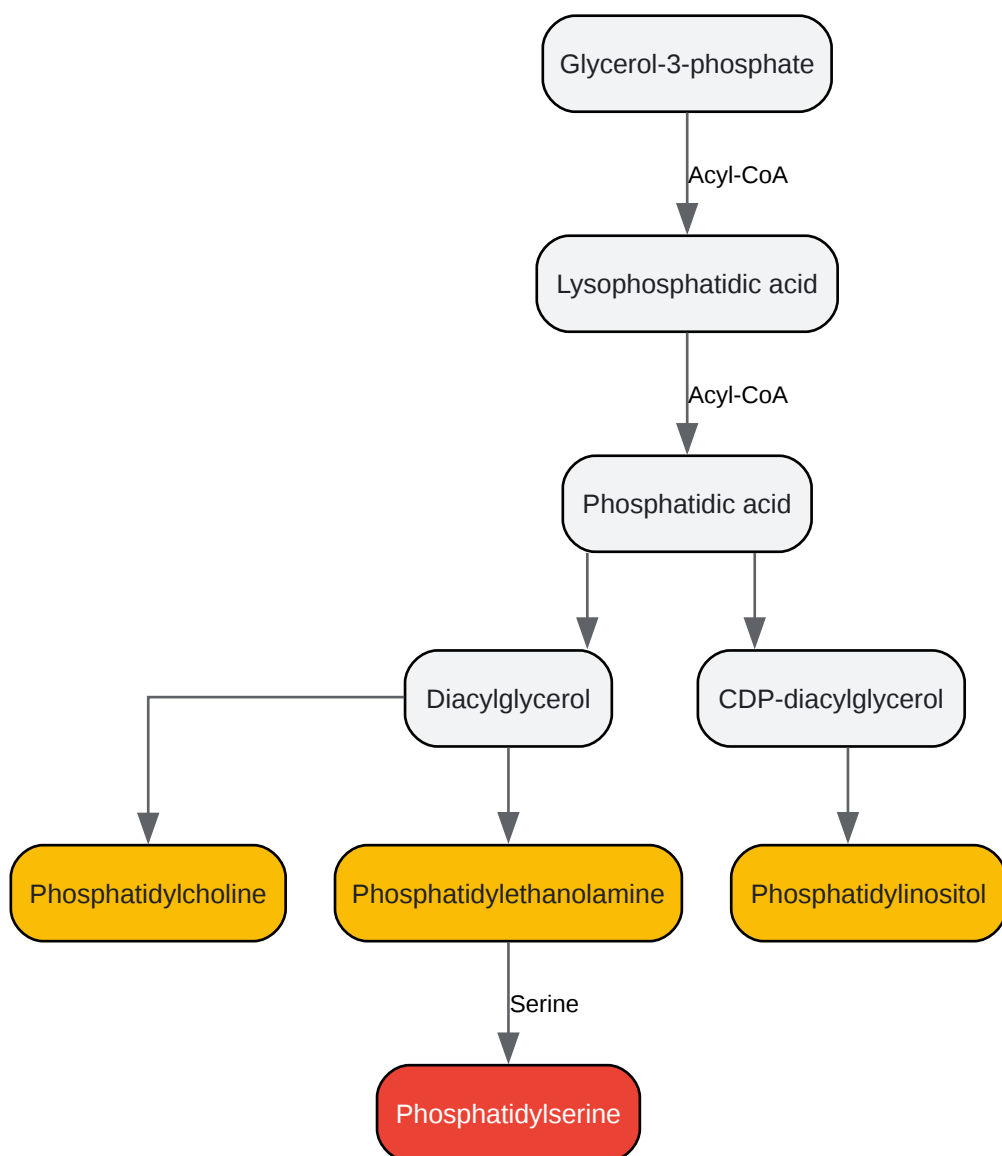 Glycerol-3-phosphate
Acyl-CoA
Lysophosphatidic acid
Acyl-CoA
Phosphatidic acid
Diacylglycerol
CDP-diacylglycerol
Phosphatidylcholine
Phosphatidylethanolamine
Phosphatidylinositol
Serine
Phosphatidylserine